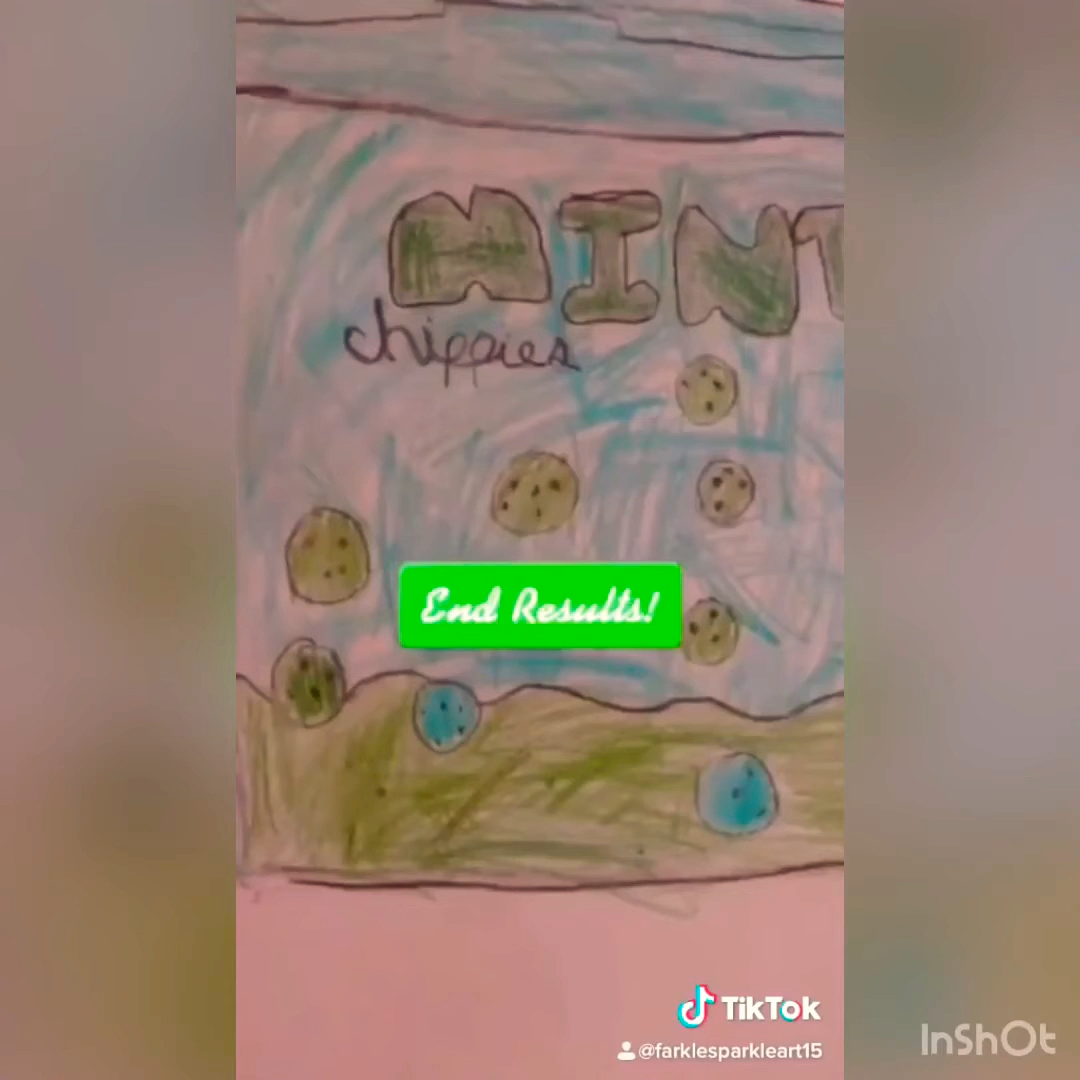 MINT
chippies
End Results!
TikTok
@farklesparkleart15
InShOt